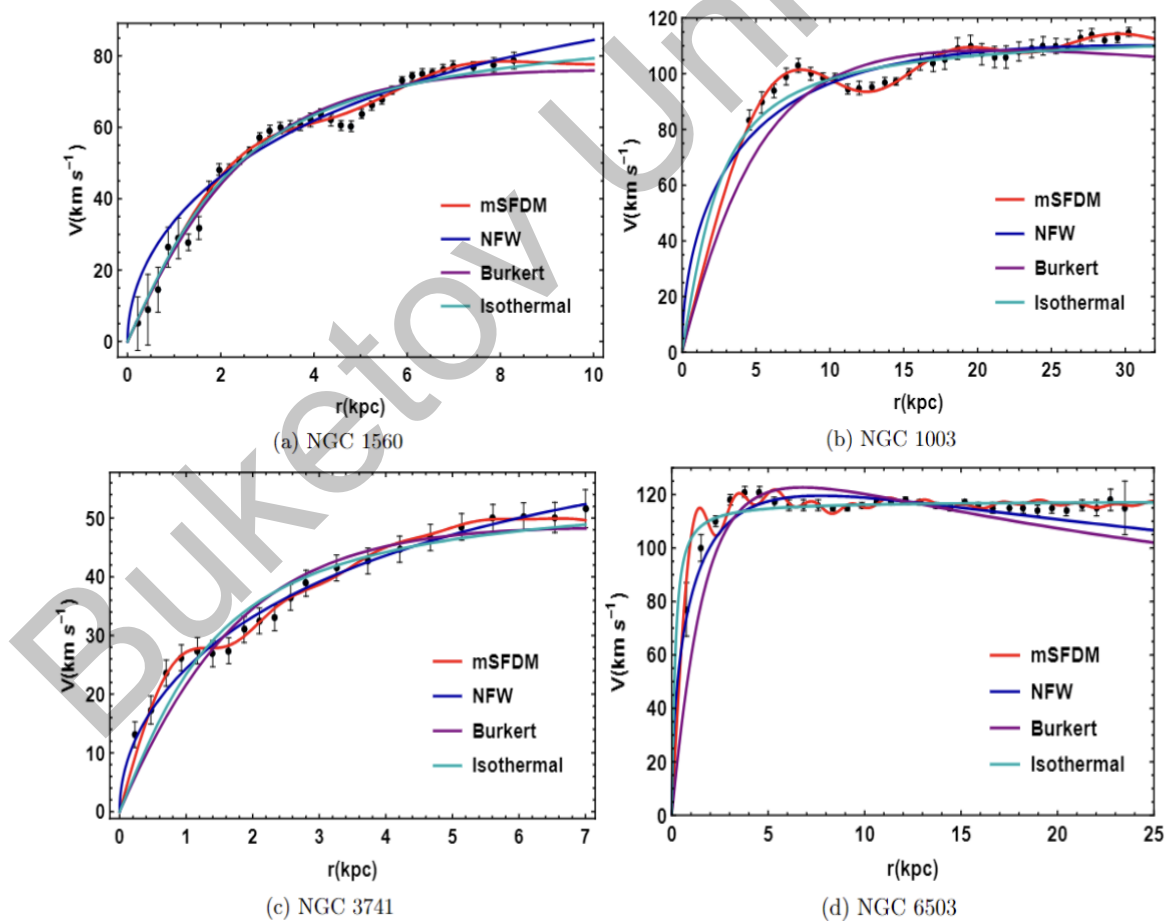 80
60
40
20
0
V(km s⁻¹)
mSFDM
NFW
Burkert
Isothermal
0 2 4 6 8 10
r(kpc)
(a) NGC 1560
120
100
80
60
40
20
0
V(km s⁻¹)
mSFDM
NFW
Burkert
Isothermal
0 5 10 15 20 25 30
r(kpc)
(b) NGC 1003
50
40
30
20
10
0
V(km s⁻¹)
mSFDM
NFW
Burkert
Isothermal
0 1 2 3 4 5 6 7
r(kpc)
(c) NGC 3741
120
100
80
60
40
20
0
V(km s⁻¹)
mSFDM
NFW
Burkert
Isothermal
0 5 10 15 20 25
r(kpc)
(d) NGC 6503
Buketov Uni